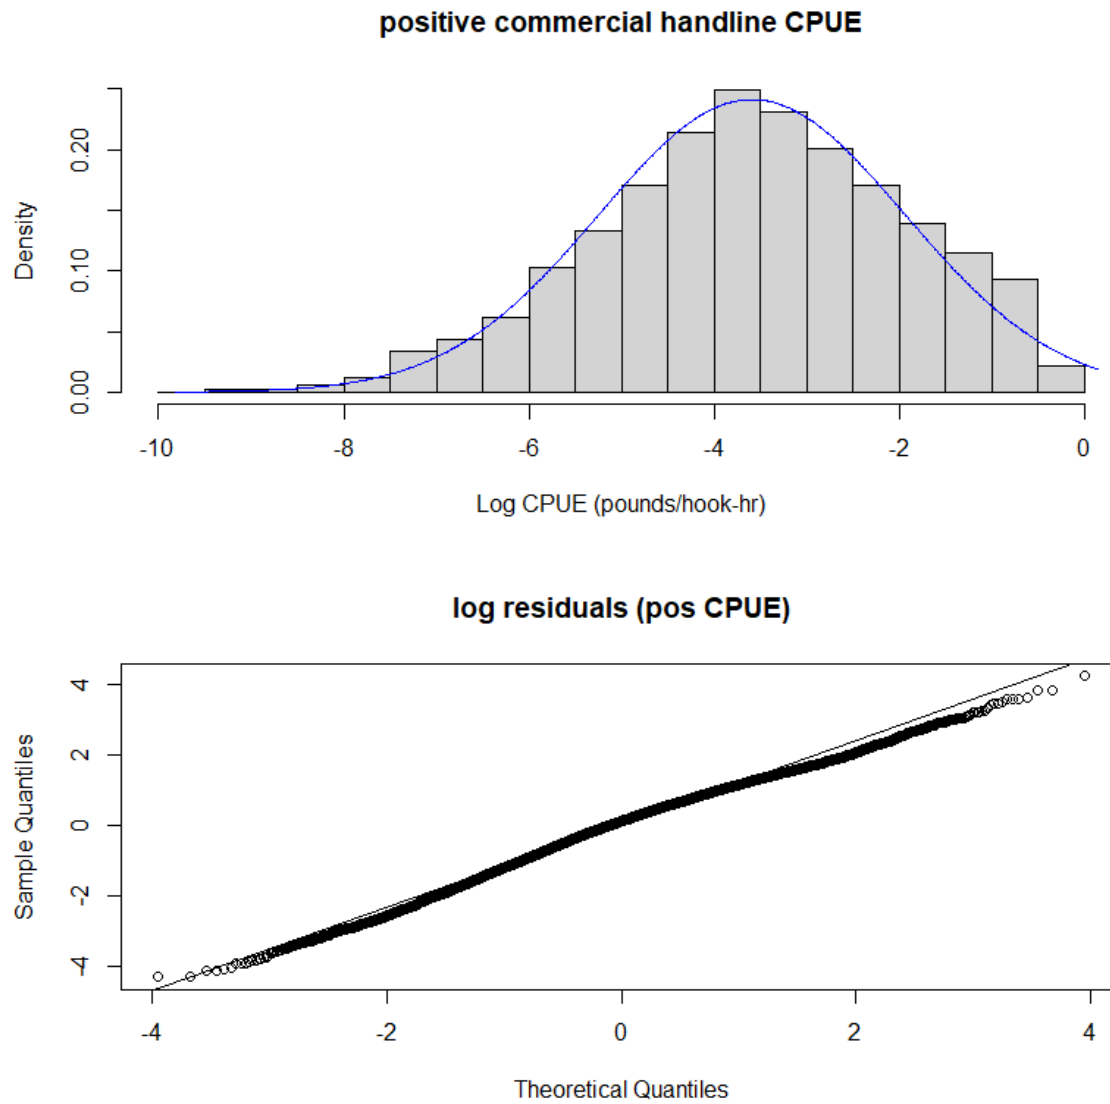 positive commercial handline CPUE
Density
0.00
0.10
0.20
-10 -8 -6 -4 -2 0
Log CPUE (pounds/hook-hr)
log residuals (pos CPUE)
Sample Quantiles
-4
-2
0
2
4
-4 -2 0 2 4
Theoretical Quantiles